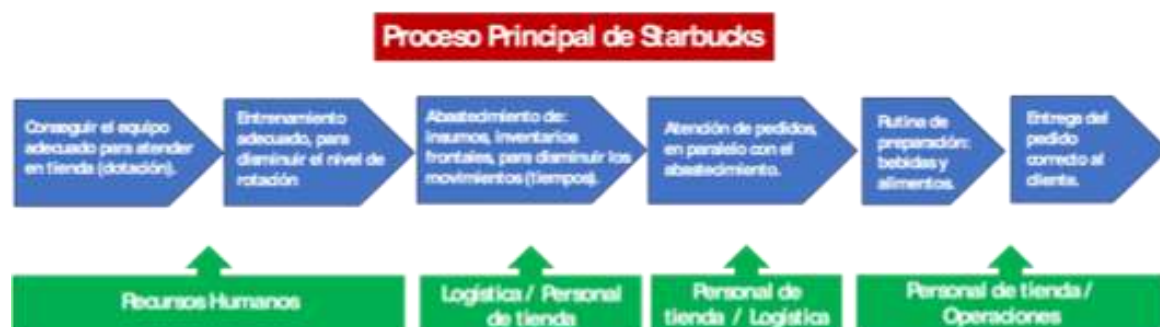 Proceso Principal de Starbucks
Conseguir el equipo
adecuado para atender
en tienda (dotación).
Entrenamiento
adecuado, para
disminuir el nivel de
rotación
Abastecimiento de:
insumos, inventarios
frontales, para disminuir los
movimientos (tiempos).
Atención de pedidos,
en paralelo con el
abastecimiento.
Rutina de
preparación:
bebidas y
alimentos.
Entrega del
pedido
correcto al
cliente.
Recursos Humanos
Logística / Personal
de tienda
Personal de
tienda / Logística
Personal de tienda /
Operaciones